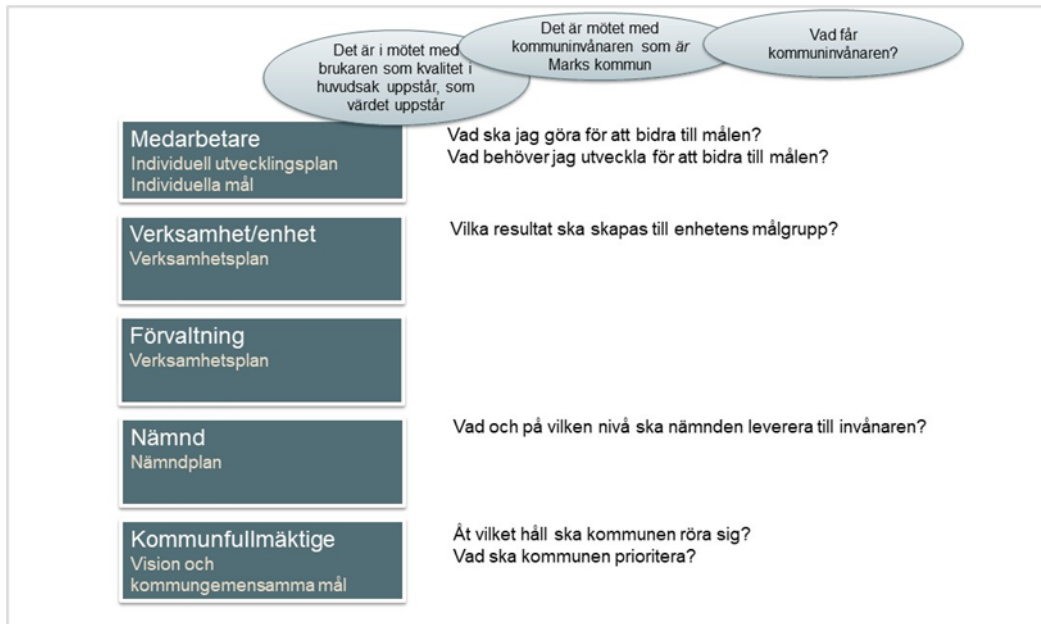 Det är i mötet med
brukaren som kvalitet i
huvudsak uppstår, som
värdet uppstår
Det är mötet med
kommuninvånaren som är
Marks kommun
Vad får
kommuninvånaren?
Medarbetare
Individuell utvecklingsplan
Individuella mål
Vad ska jag göra för att bidra till målen?
Vad behöver jag utveckla för att bidra till målen?
Verksamhet/enhet
Verksamhetsplan
Vilka resultat ska skapas till enhetens målgrupp?
Förvaltning
Verksamhetsplan
Nämnd
Nämndplan
Vad och på vilken nivå ska nämnden leverera till invånaren?
Kommunfullmäktige
Vision och
kommungemensamma mål
Åt vilket håll ska kommunen röra sig?
Vad ska kommunen prioritera?